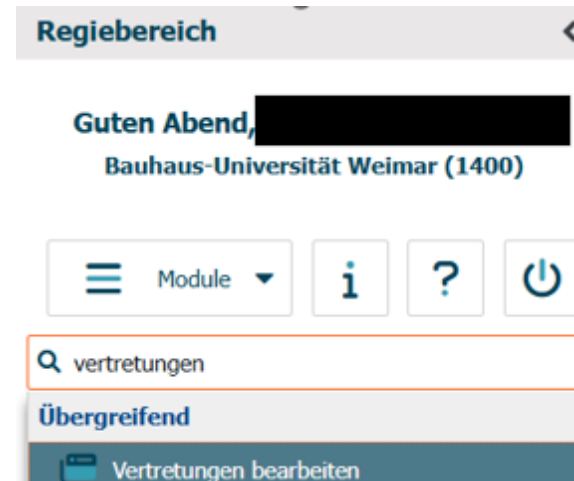 Regiebereich
Guten Abend,
Bauhaus-Universität Weimar (1400)
Module
i
?
vertretungen
Übergreifend
Vertretungen bearbeiten